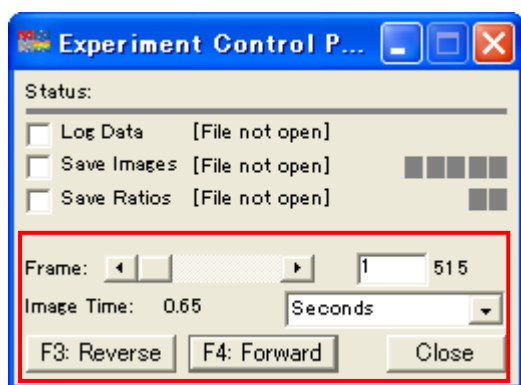 Experiment Control P...
Status:
Log Data [File not open]
Save Images [File not open]
Save Ratios [File not open]
Frame: 1 515
Image Time: 0.65 Seconds
F3: Reverse F4: Forward Close